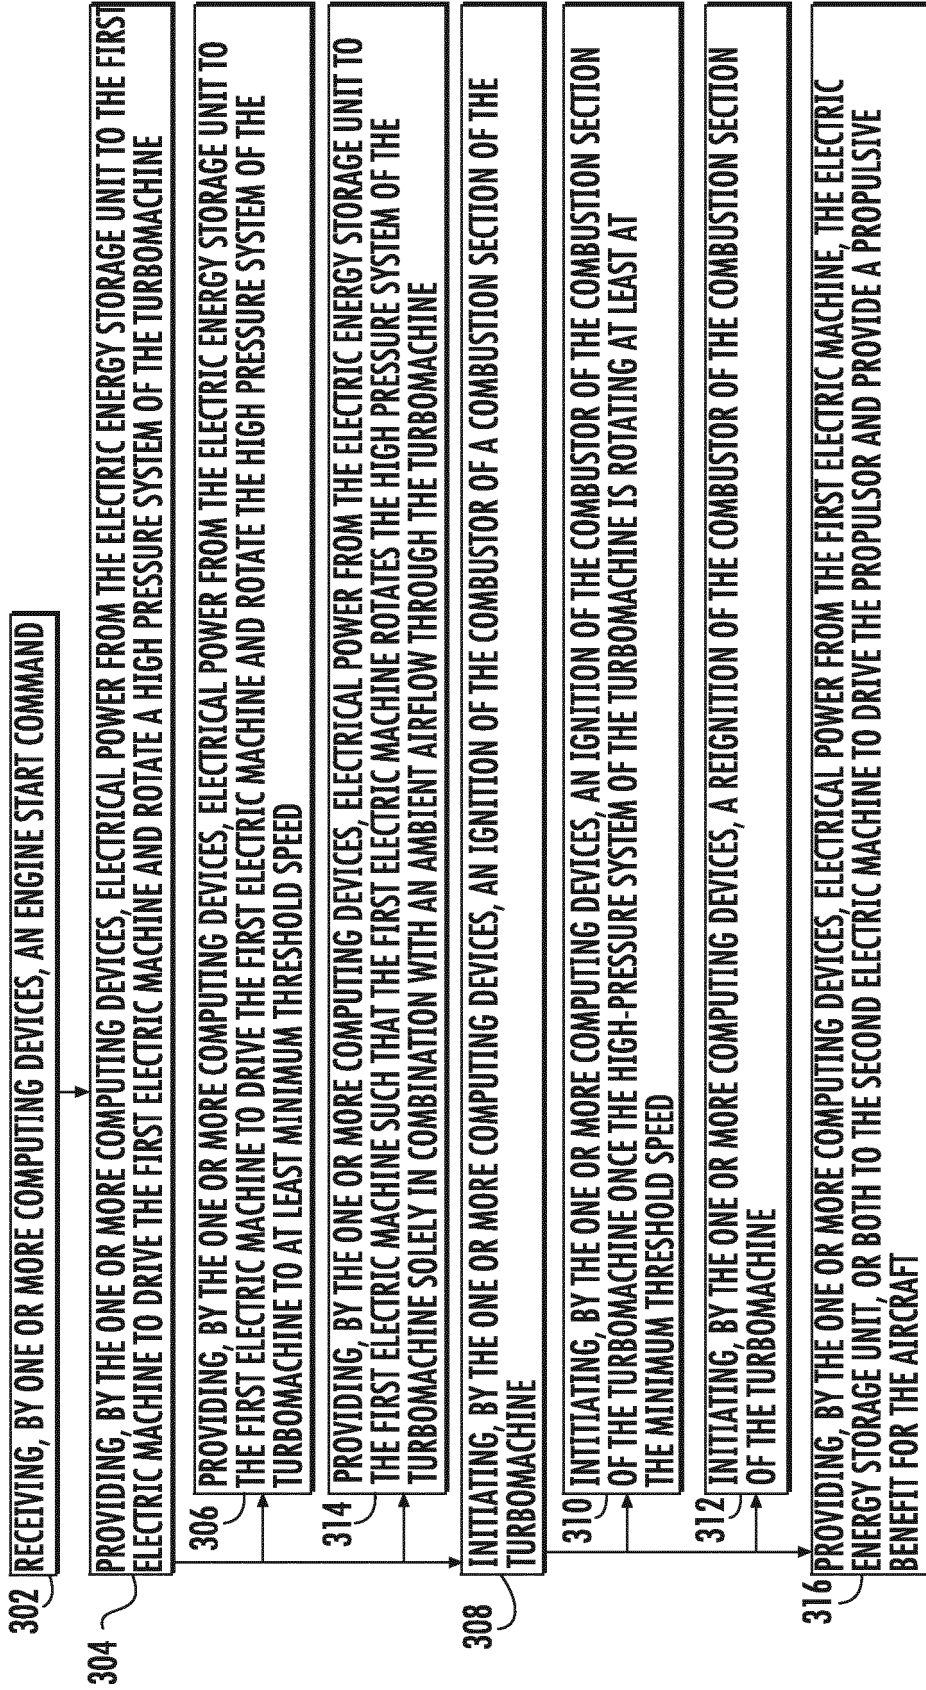 302
RECEIVING, BY ONE OR MORE COMPUTING DEVICES, AN ENGINE START COMMAND
304
PROVIDING, BY THE ONE OR MORE COMPUTING DEVICES, ELECTRICAL POWER FROM THE ELECTRIC ENERGY STORAGE UNIT TO THE FIRST
ELECTRIC MACHINE TO DRIVE THE FIRST ELECTRIC MACHINE AND ROTATE A HIGH PRESSURE SYSTEM OF THE TURBOMACHINE
306
PROVIDING, BY THE ONE OR MORE COMPUTING DEVICES, ELECTRICAL POWER FROM THE ELECTRIC ENERGY STORAGE UNIT TO
THE FIRST ELECTRIC MACHINE TO DRIVE THE FIRST ELECTRIC MACHINE AND ROTATE THE HIGH PRESSURE SYSTEM OF THE
TURBOMACHINE TO AT LEAST MINIMUM THRESHOLD SPEED
314
PROVIDING, BY THE ONE OR MORE COMPUTING DEVICES, ELECTRICAL POWER FROM THE ELECTRIC ENERGY STORAGE UNIT TO
THE FIRST ELECTRIC MACHINE SUCH THAT THE FIRST ELECTRIC MACHINE ROTATES THE HIGH PRESSURE SYSTEM OF THE
TURBOMACHINE SOLELY IN COMBINATION WITH AN AMBIENT AIRFLOW THROUGH THE TURBOMACHINE
308
INITIATING, BY THE ONE OR MORE COMPUTING DEVICES, AN IGNITION OF THE COMBUSTOR OF A COMBUSTION SECTION OF THE
TURBOMACHINE
310
INTITIATING, BY THE ONE OR MORE COMPUTING DEVICES, AN IGNITION OF THE COMBUSTOR OF THE COMBUSTION SECTION
OF THE TURBOMACHINE ONCE THE HIGH-PRESSURE SYSTEM OF THE TURBOMACHINE IS ROTATING AT LEAST AT
THE MINIMUM THRESHOLD SPEED
312
INITIATING, BY THE ONE OR MORE COMPUTING DEVICES, A REIGNITION OF THE COMBUSTOR OF THE COMBUSTION SECTION
OF THE TURBOMACHINE
316
PROVIDING, BY THE ONE OR MORE COMPUTING DEVICES, ELECTRICAL POWER FROM THE FIRST ELECTRIC MACHINE, THE ELECTRIC
ENERGY STORAGE UNIT, OR BOTH TO THE SECOND ELECTRIC MACHINE TO DRIVE THE PROPULSOR AND PROVIDE A PROPULSIVE
BENEFIT FOR THE AIRCRAFT